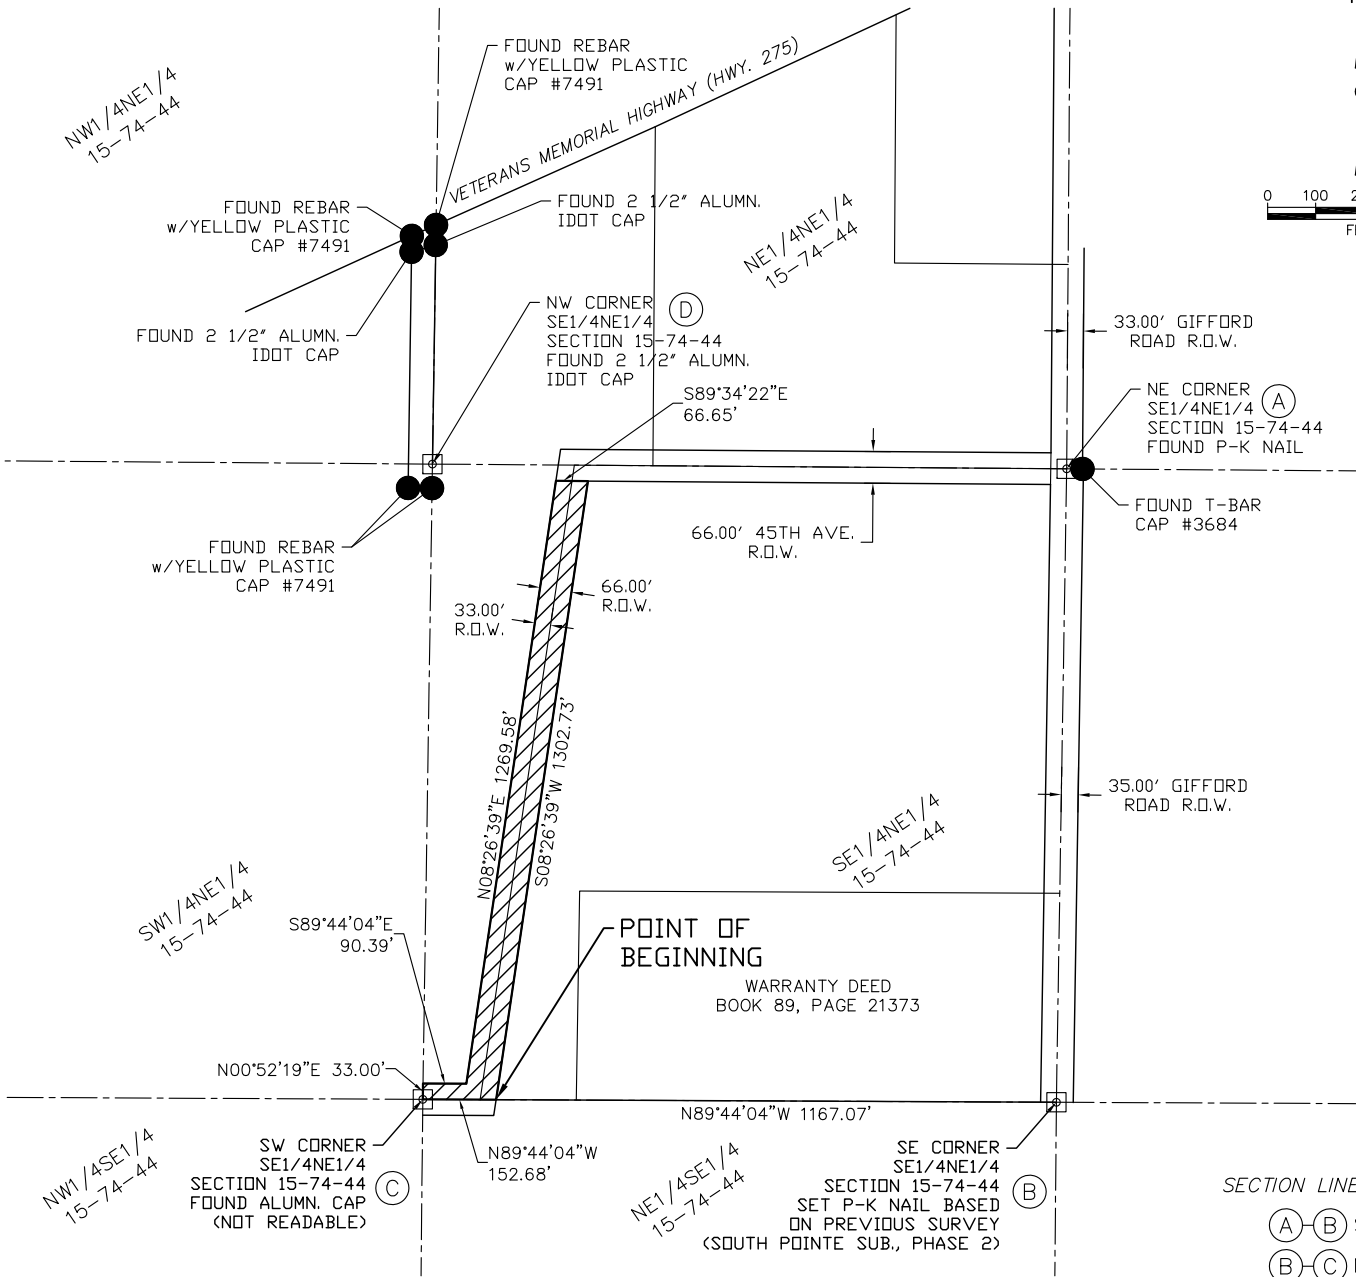 FOUND REBAR
w/YELLOW PLASTIC
CAP #7491
VETERANS MEMORIAL HIGHWAY (HWY. 275)
NW1/4NE1/4
15-74-44
0 100
FOUND REBAR
w/YELLOW PLASTIC
CAP #7491
FOUND 2 1/2" ALUMN.
IDOT CAP
NE1/4NE1/4
15-74-44
FOUND 2 1/2" ALUMN.
IDOT CAP
NW CORNER
SE1/4NE1/4
SECTION 15-74-44
FOUND 2 1/2" ALUMN.
IDOT CAP
D
33.00' GIFFORD
ROAD R.O.W.
S89°34'22"E
66.65'
NE CORNER
SE1/4NE1/4
SECTION 15-74-44
FOUND P-K NAIL
A
FOUND T-BAR
CAP #3684
66.00' 45TH AVE.
R.O.W.
FOUND REBAR
w/YELLOW PLASTIC
CAP #7491
33.00'
R.O.W.
66.00'
R.O.W.
N08°26'39"E 1269.58'
S08°26'39"W 1302.73'
35.00' GIFFORD
ROAD R.O.W.
SE1/4NE1/4
15-74-44
SW1/4NE1/4
15-74-44
S89°44'04"E
90.39'
POINT OF
BEGINNING
WARRANTY DEED
BOOK 89, PAGE 21373
N00°52'19"E 33.00'
N89°44'04"W 1167.07'
N89°44'04"W
152.68'
SW CORNER
SE1/4NE1/4
SECTION 15-74-44
FOUND ALUMN. CAP
(NOT READABLE)
C
NW1/4SE1/4
15-74-44
NE1/4SE1/4
15-74-44
SE CORNER
SE1/4NE1/4
SECTION 15-74-44
SET P-K NAIL BASED
ON PREVIOUS SURVEY
(SOUTH POINTE SUB., PHASE 2)
B
SECTION LINE
A-B
B-C